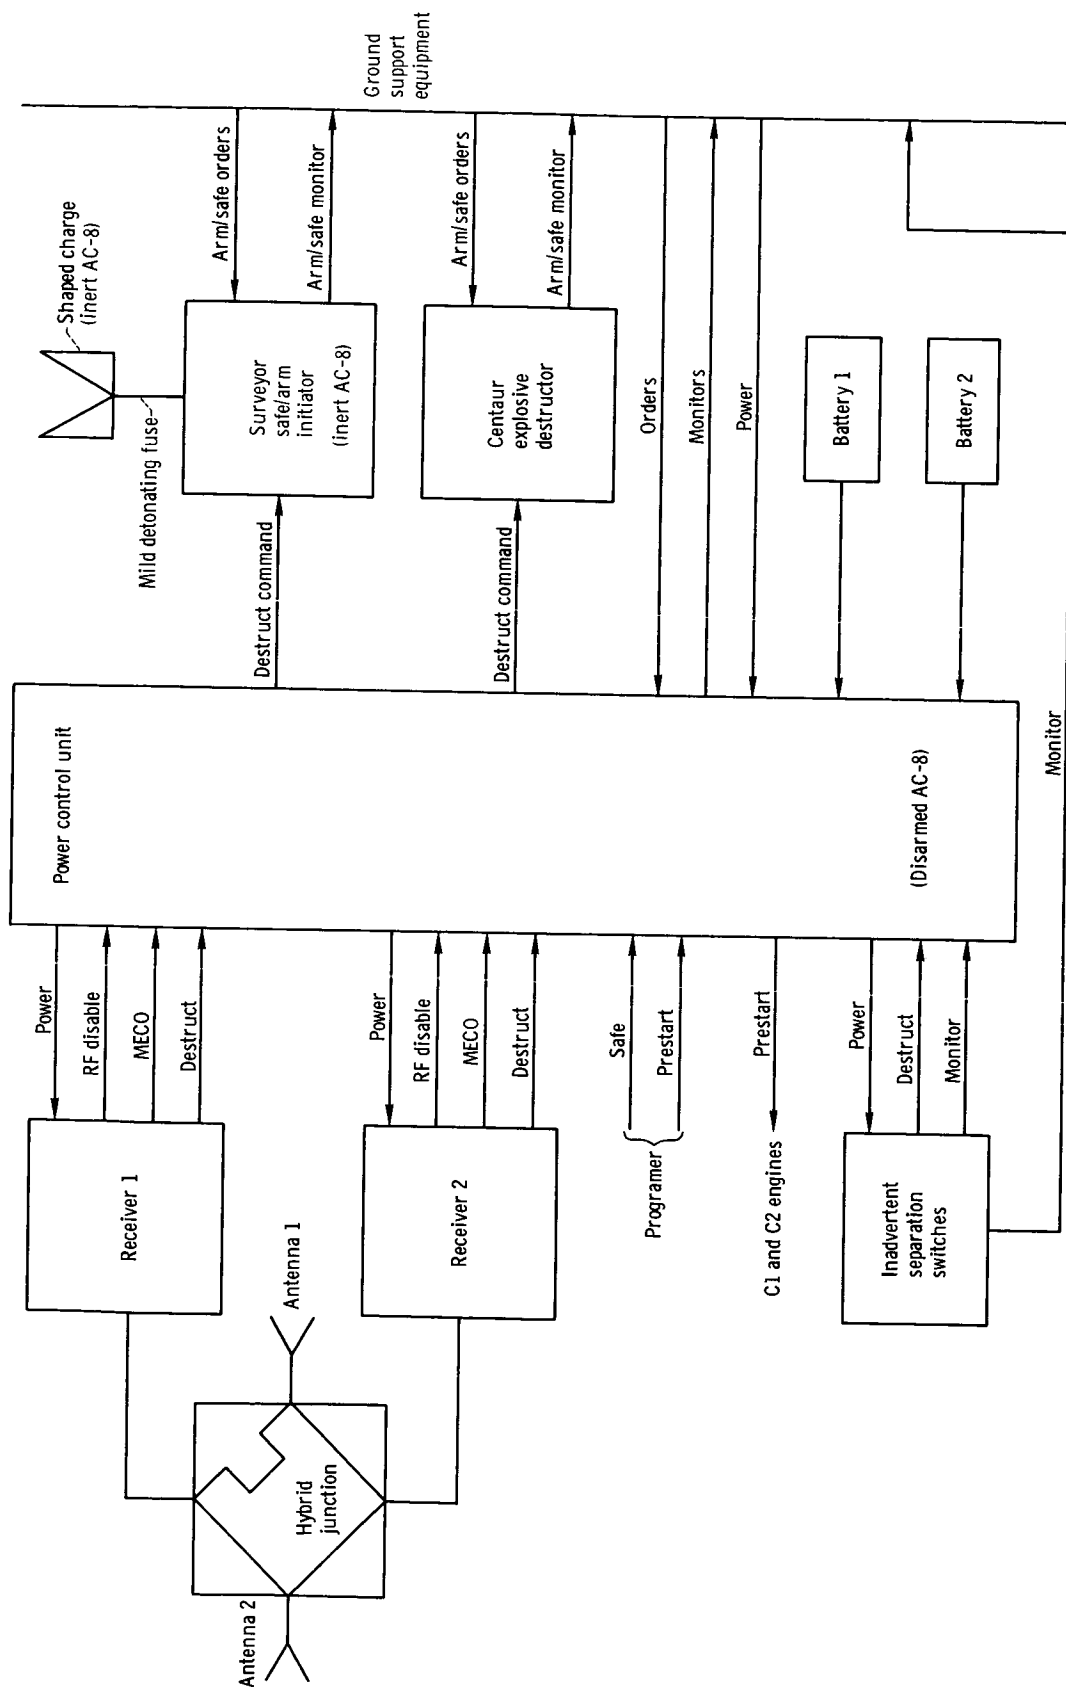 Antenna 2
Hybrid
junction
Antenna 1
Receiver 1
Receiver 2
Power
RF disable
MECO
Destruct
Power
RF disable
MECO
Destruct
Programer
Safe
Prestart
C1 and C2 engines
Prestart
Inadvertent
separation
switches
Power
Destruct
Monitor
Monitor
Power control unit
(Disarmed AC-8)
Destruct command
Destruct command
Mild detonating fuse
Shaped charge
(inert AC-8)
Surveyor
safe/arm
initiator
(inert AC-8)
Centaur
explosive
destructor
Arm/safe orders
Arm/safe monitor
Arm/safe orders
Arm/safe monitor
Orders
Monitors
Power
Battery 1
Battery 2
Ground
support
equipment